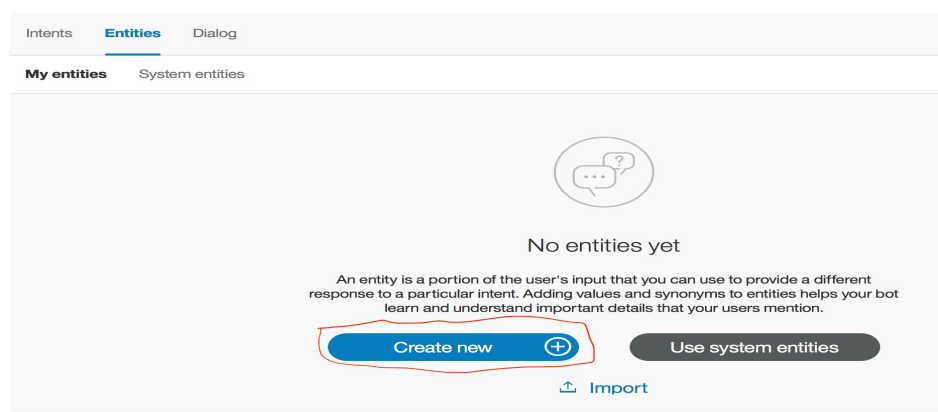 Intents Entities Dialog
My entities System entities
?
No entities yet
An entity is a portion of the user's input that you can use to provide a different
response to a particular intent. Adding values and synonyms to entities helps your bot
learn and understand important details that your users mention.
Create new Use system entities
Import